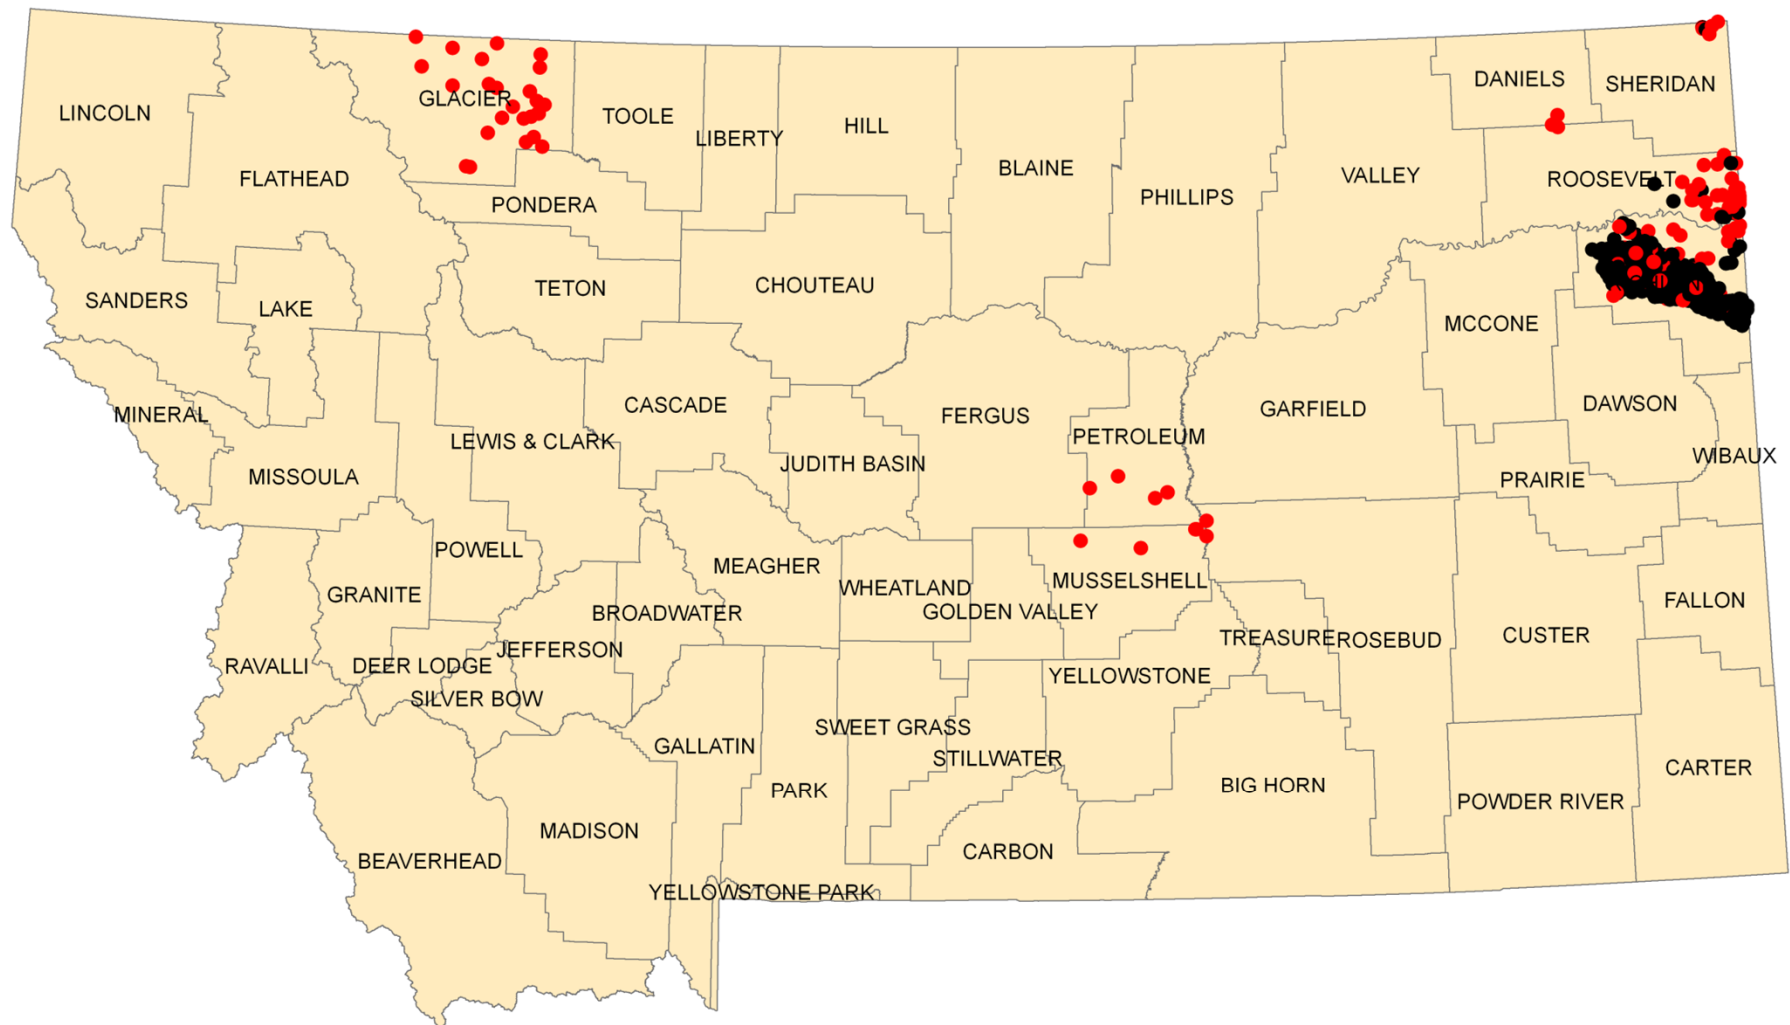 DANIELS
SHERIDAN
LINCOLN
GLACIER
TOOLE
LIBERTY
HILL
BLAINE
PHILLIPS
VALLEY
ROOSEVELT
FLATHEAD
PONDERA
TETON
CHOUTEAU
SANDERS
LAKE
MCCONE
MINERAL
CASCADE
FERGUS
GARFIELD
DAWSON
LEWIS & CLARK
PETROLEUM
JUDITH BASIN
WIBAUX
MISSOULA
PRAIRIE
POWELL
MEAGHER
GRANITE
WHEATLAND
MUSSELSHELL
BROADWATER
GOLDEN VALLEY
FALLON
JEFFERSON
TREASURE
ROSEBUD
CUSTER
RAVALLI
DEER LODGE
YELLOWSTONE
SILVER BOW
SWEET GRASS
GALLATIN
STILLWATER
CARTER
PARK
BIG HORN
POWDER RIVER
MADISON
BEAVERHEAD
CARBON
YELLOWSTONE PARK